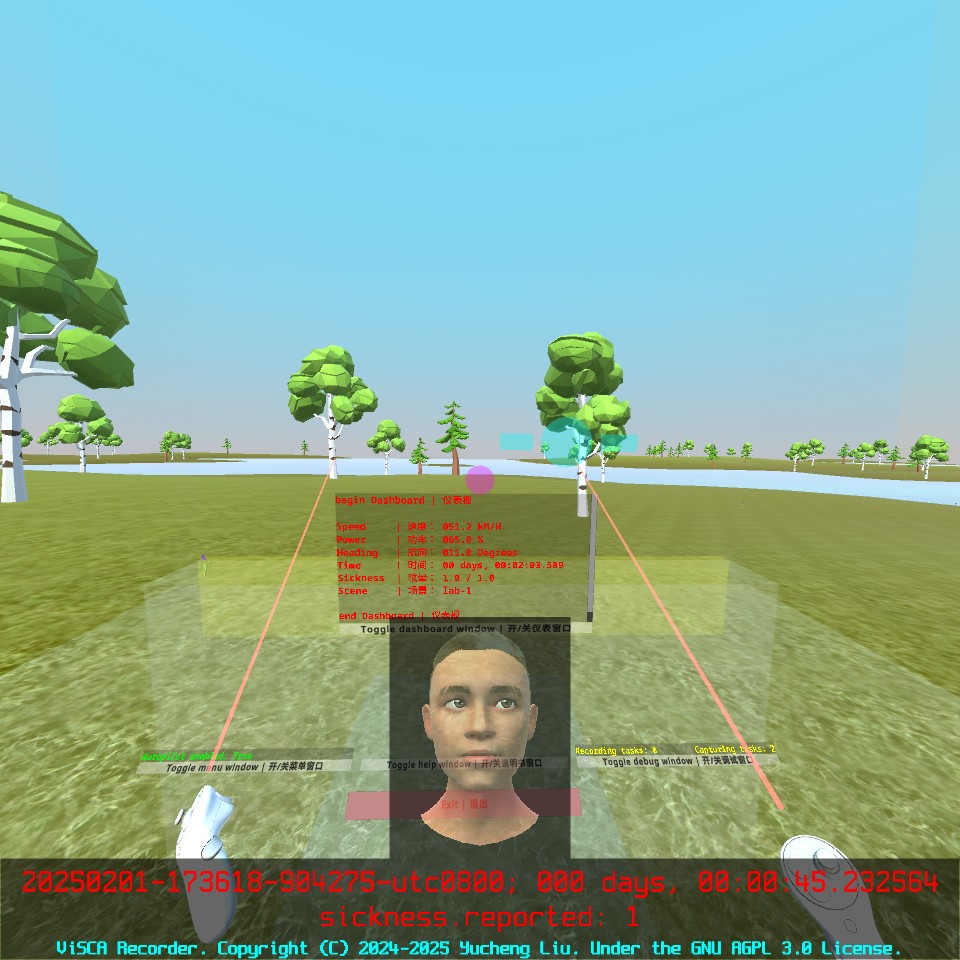 begin Dashboard | 仪表板
Speed | 速度: 051.2 kM/H
Power | 功率: 065.0 %
Heading | 航向: 011.0 Degrees
Time | 时间: 00 days, 00:02:03.589
Sickness | 眩晕: 1.0 / 1.0
Scene | 场景: lab-1
end Dashboard | 仪表板
Toggle dashboard window | 开/关仪表窗口
Recording tasks: 0 Capturing tasks: 2
Toggle menu window | 开/关菜单窗口
Toggle help window | 开/关说明书窗口
Toggle debug window | 开/关调试窗口
Exit | 退出
20250201-173618-904275-utc0800; 000 days, 00:00:45.232564
sickness.reported: 1
ViSCA Recorder. Copyright (C) 2024-2025 Yucheng Liu. Under the GNU AGPL 3.0 License.